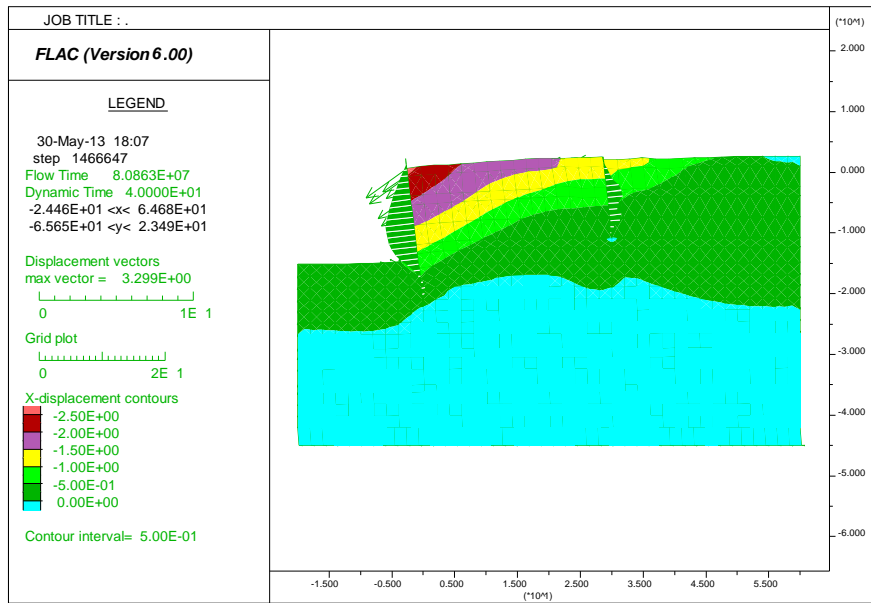 JOB TITLE : .
FLAC (Version 6.00)
LEGEND
30-May-13 18:07
step 1466647
Flow Time 8.0863E+07
Dynamic Time 4.0000E+01
-2.446E+01 <x< 6.468E+01
-6.565E+01 <y< 2.349E+01
Displacement vectors
max vector = 3.299E+00
0 1E 1
Grid plot
0 2E 1
X-displacement contours
-2.50E+00
-2.00E+00
-1.50E+00
-1.00E+00
-5.00E-01
0.00E+00
Contour interval= 5.00E-01
(*10^1)
2.000
1.000
0.000
-1.000
-2.000
-3.000
-4.000
-5.000
-6.000
-1.500 -0.500 0.500 1.500 2.500 3.500 4.500 5.500
(*10^1)